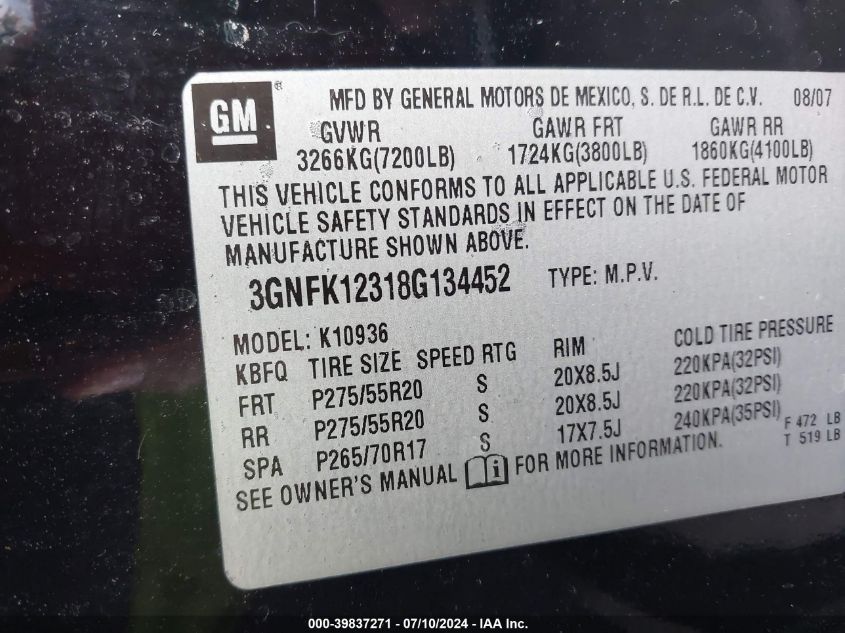 GM ®
MFD BY GENERAL MOTORS DE MEXICO, S. DE R.L. DE C.V. 08/07
GVWR GAWR FRT GAWR RR
3266KG(7200LB) 1724KG(3800LB) 1860KG(4100LB)
THIS VEHICLE CONFORMS TO ALL APPLICABLE U.S. FEDERAL MOTOR
VEHICLE SAFETY STANDARDS IN EFFECT ON THE DATE OF
MANUFACTURE SHOWN ABOVE.
3GNFK12318G134452 TYPE: M.P.V.
MODEL: K10936
KBFQ TIRE SIZE SPEED RTG RIM COLD TIRE PRESSURE
FRT P275/55R20 S 20X8.5J 220KPA(32PSI)
RR P275/55R20 S 20X8.5J 220KPA(32PSI)
SPA P265/70R17 S 17X7.5J 240KPA(35PSI)
SEE OWNER'S MANUAL i FOR MORE INFORMATION.
F 472 LB
T 519 LB
000-39837271 - 07/10/2024 - IAA Inc.